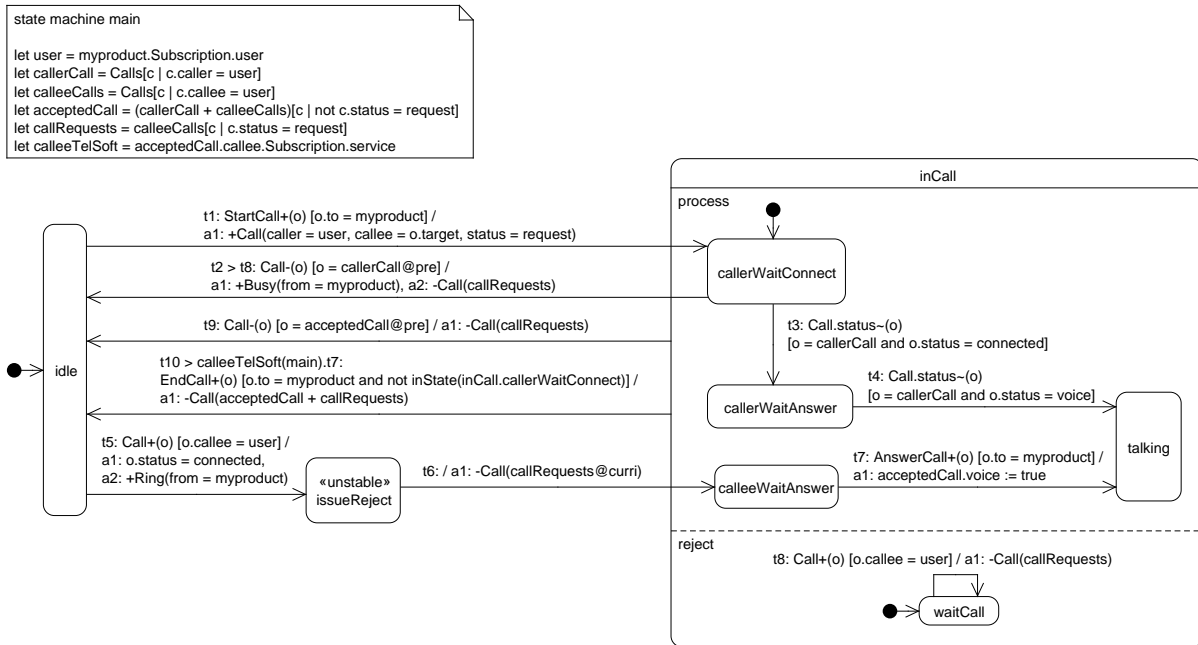 state machine main
let user = myproduct.Subscription.user
let callerCall = Calls[c | c.caller = user]
let calleeCalls = Calls[c | c.callee = user]
let acceptedCall = (callerCall + calleeCalls)[c | not c.status = request]
let callRequests = calleeCalls[c | c.status = request]
let calleeTelSoft = acceptedCall.callee.Subscription.service
inCall
process
t1: StartCall+(o) [o.to = myproduct] /
a1: +Call(caller = user, callee = o.target, status = request)
callerWaitConnect
t2 > t8: Call-(o) [o = callerCall@pre] /
a1: +Busy(from = myproduct), a2: -Call(callRequests)
t3: Call.status~(o)
[o = callerCall and o.status = connected]
t9: Call-(o) [o = acceptedCall@pre] / a1: -Call(callRequests)
idle
t10 > calleeTelSoft(main).t7:
EndCall+(o) [o.to = myproduct and not inState(inCall.callerWaitConnect)] /
a1: -Call(acceptedCall + callRequests)
callerWaitAnswer
t4: Call.status~(o)
[o = callerCall and o.status = voice]
talking
t5: Call+(o) [o.callee = user] /
a1: o.status = connected,
a2: +Ring(from = myproduct)
«unstable»
issueReject
t6: / a1: -Call(callRequests@curri)
calleeWaitAnswer
t7: AnswerCall+(o) [o.to = myproduct] /
a1: acceptedCall.voice := true
reject
t8: Call+(o) [o.callee = user] / a1: -Call(callRequests)
waitCall